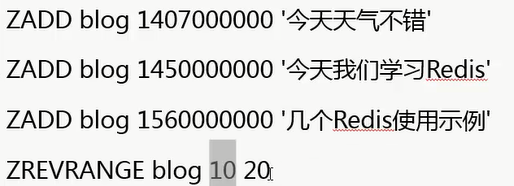 ZADD blog 1407000000 '今天天气不错'
ZADD blog 1450000000 '今天我们学习Redis'
ZADD blog 1560000000 '几个Redis使用示例'
ZREVRANGE blog 10 20